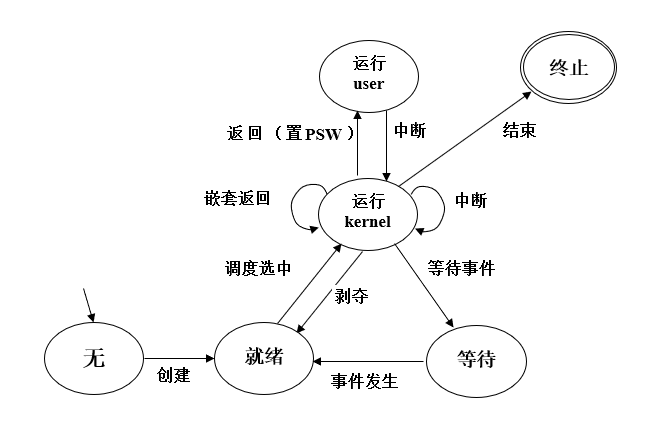 运行
user
终止
返回（置PSW）
中断
结束
嵌套返回
运行
kernel
中断
调度选中
剥夺
等待事件
无
创建
就绪
事件发生
等待